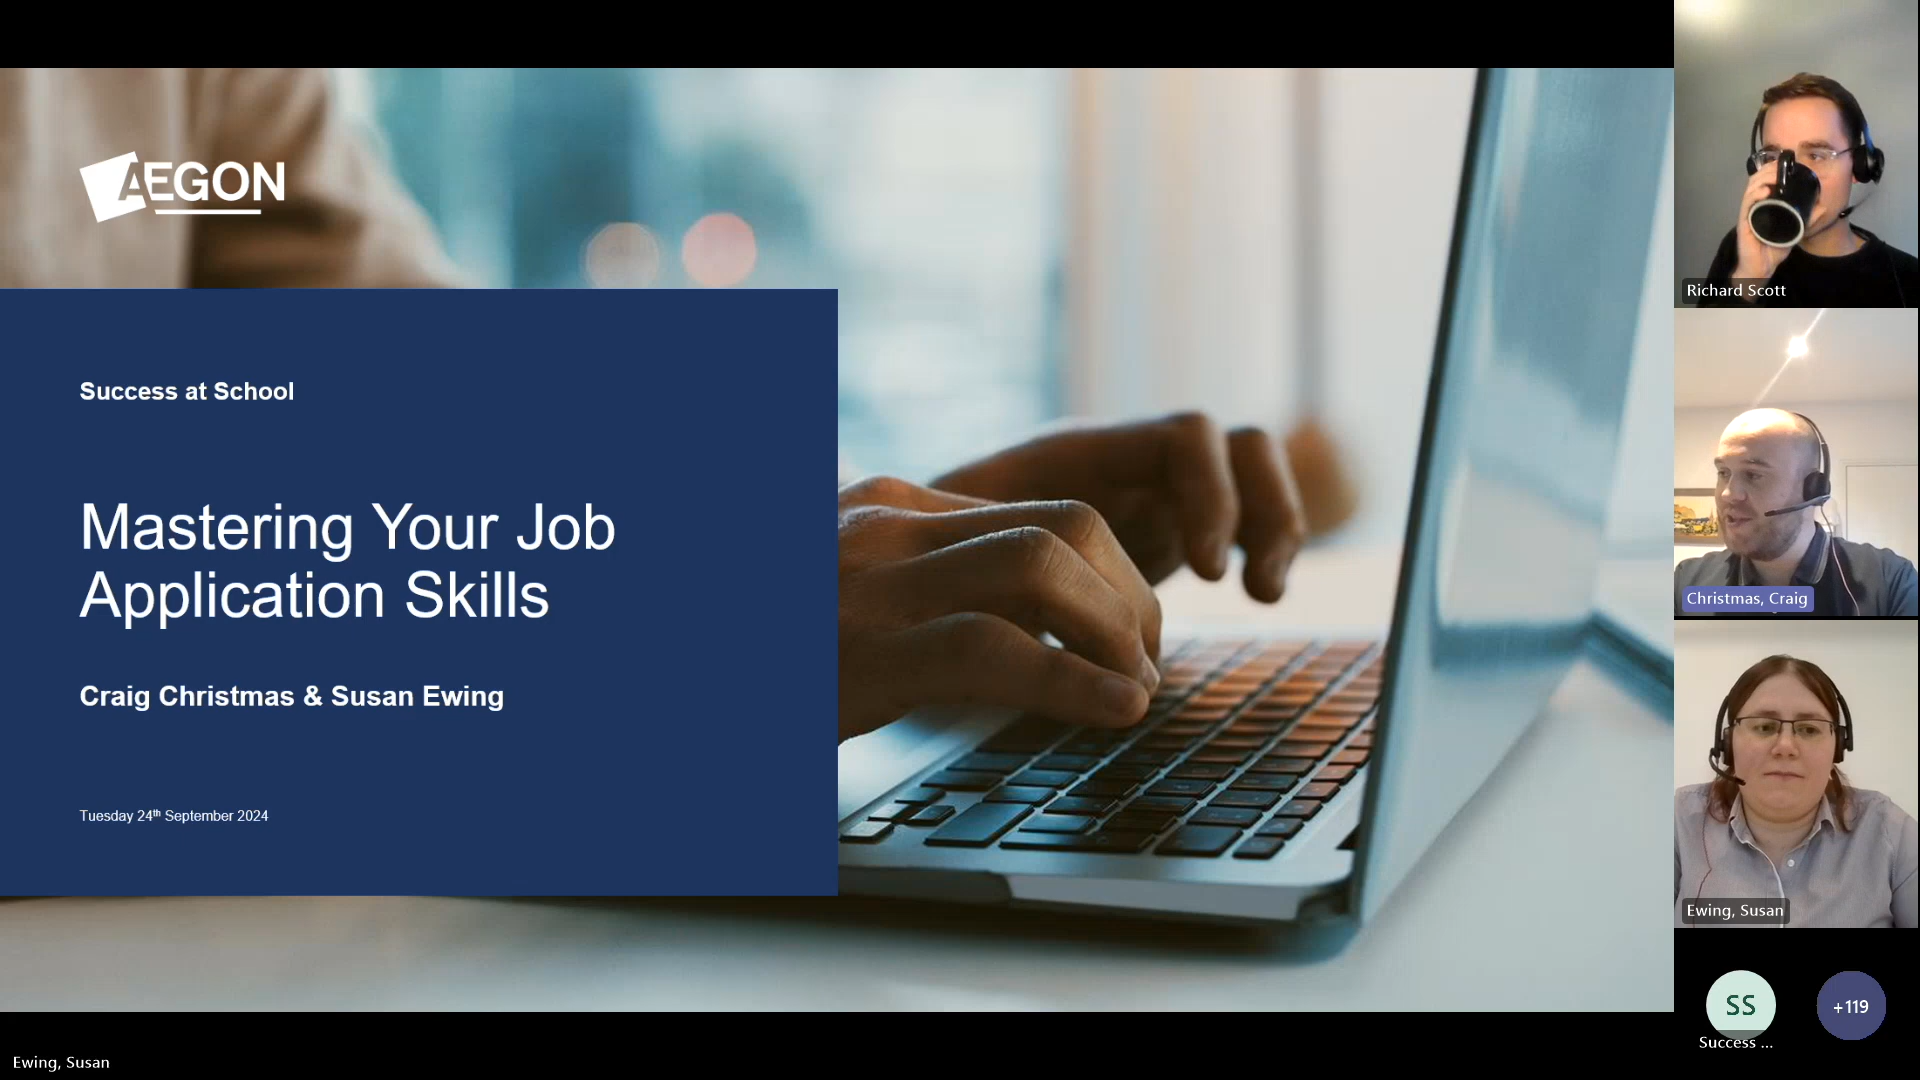 AEGON
Success at School
Mastering Your Job
Application Skills
Craig Christmas & Susan Ewing
Tuesday 24th September 2024
Richard Scott
Christmas, Craig
Ewing, Susan
SS
Success ...
+119
Ewing, Susan